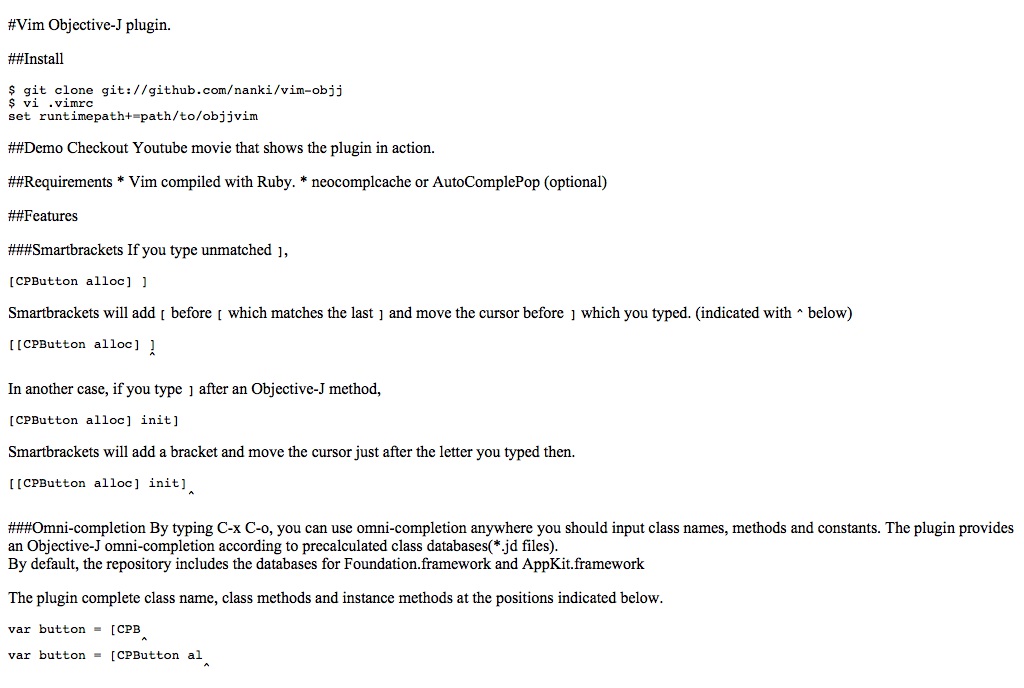 #Vim Objective-J plugin.
##Install
$ git clone git://github.com/nanki/vim-objj
$ vi .vimrc
set runtimepath+=path/to/objjvim
##Demo Checkout Youtube movie that shows the plugin in action.
##Requirements * Vim compiled with Ruby. * neocomplcache or AutoComplePop (optional)
##Features
###Smartbrackets If you type unmatched ],
[CPButton alloc] ]
Smartbrackets will add [ before [ which matches the last ] and move the cursor before ] which you typed. (indicated with ^ below)
[[CPButton alloc] ]
^
In another case, if you type ] after an Objective-J method,
[CPButton alloc] init]
Smartbrackets will add a bracket and move the cursor just after the letter you typed then.
[[CPButton alloc] init]
^
###Omni-completion By typing C-x C-o, you can use omni-completion anywhere you should input class names, methods and constants. The plugin provides
an Objective-J omni-completion according to precalculated class databases(*.jd files).
By default, the repository includes the databases for Foundation.framework and AppKit.framework
The plugin complete class name, class methods and instance methods at the positions indicated below.
var button = [CPB
^
var button = [CPButton al
^